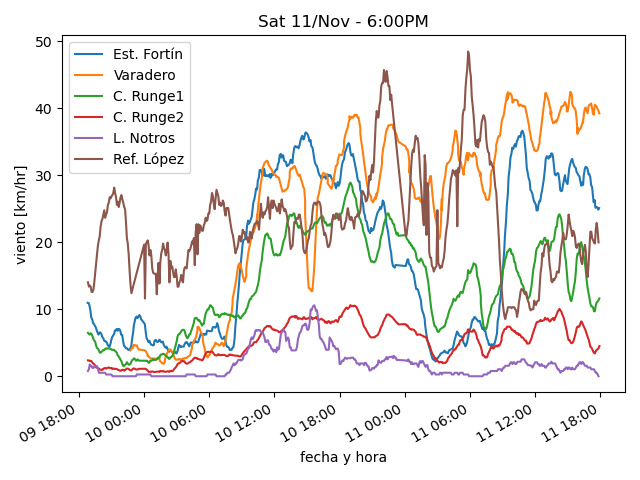 Sat 11/Nov - 6:00PM
50
40
30
20
10
0
viento [km/hr]
Est. Fortín
Varadero
C. Runge1
C. Runge2
L. Notros
Ref. López
09 18:00
10 00:00
10 06:00
10 12:00
10 18:00
11 00:00
11 06:00
11 12:00
11 18:00
fecha y hora